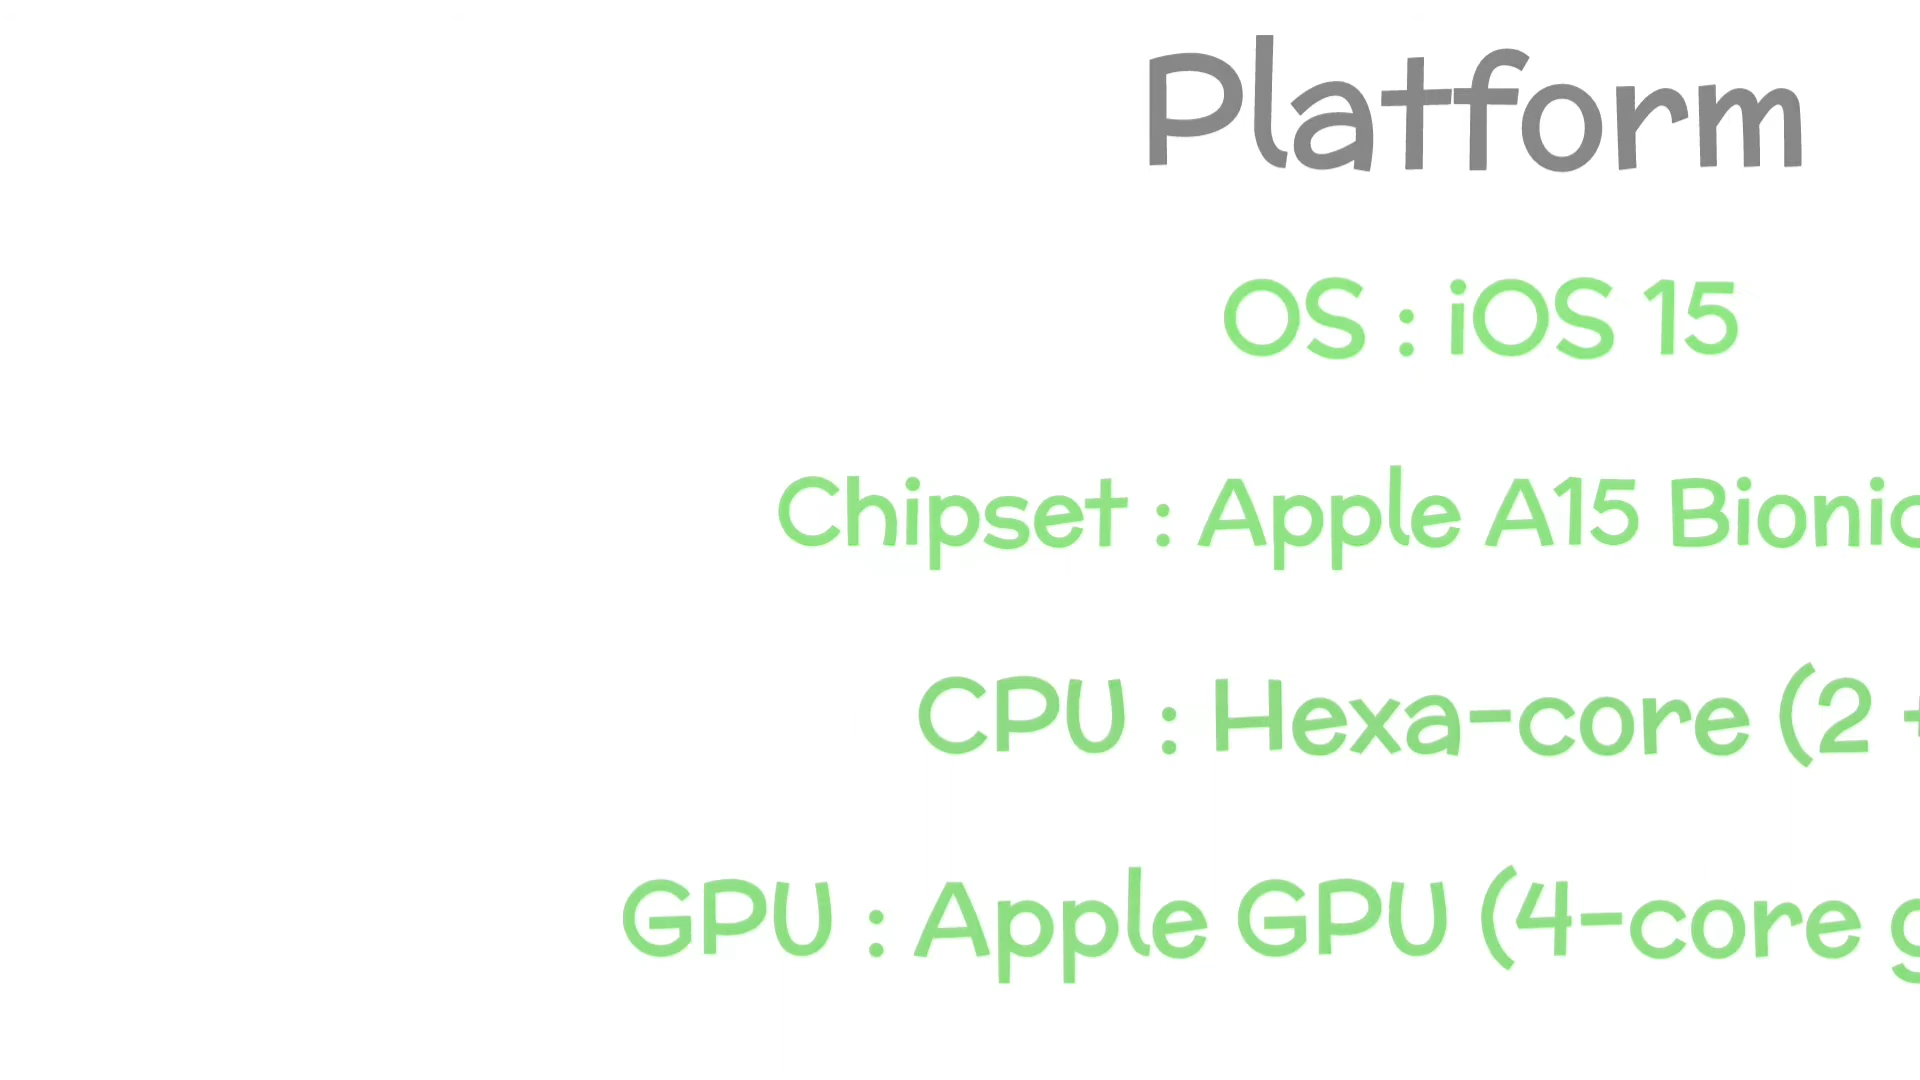 Platform
OS : iOS 15
Chipset : Apple A15 Bionic
CPU : Hexa-core (2 +
GPU : Apple GPU (4-core